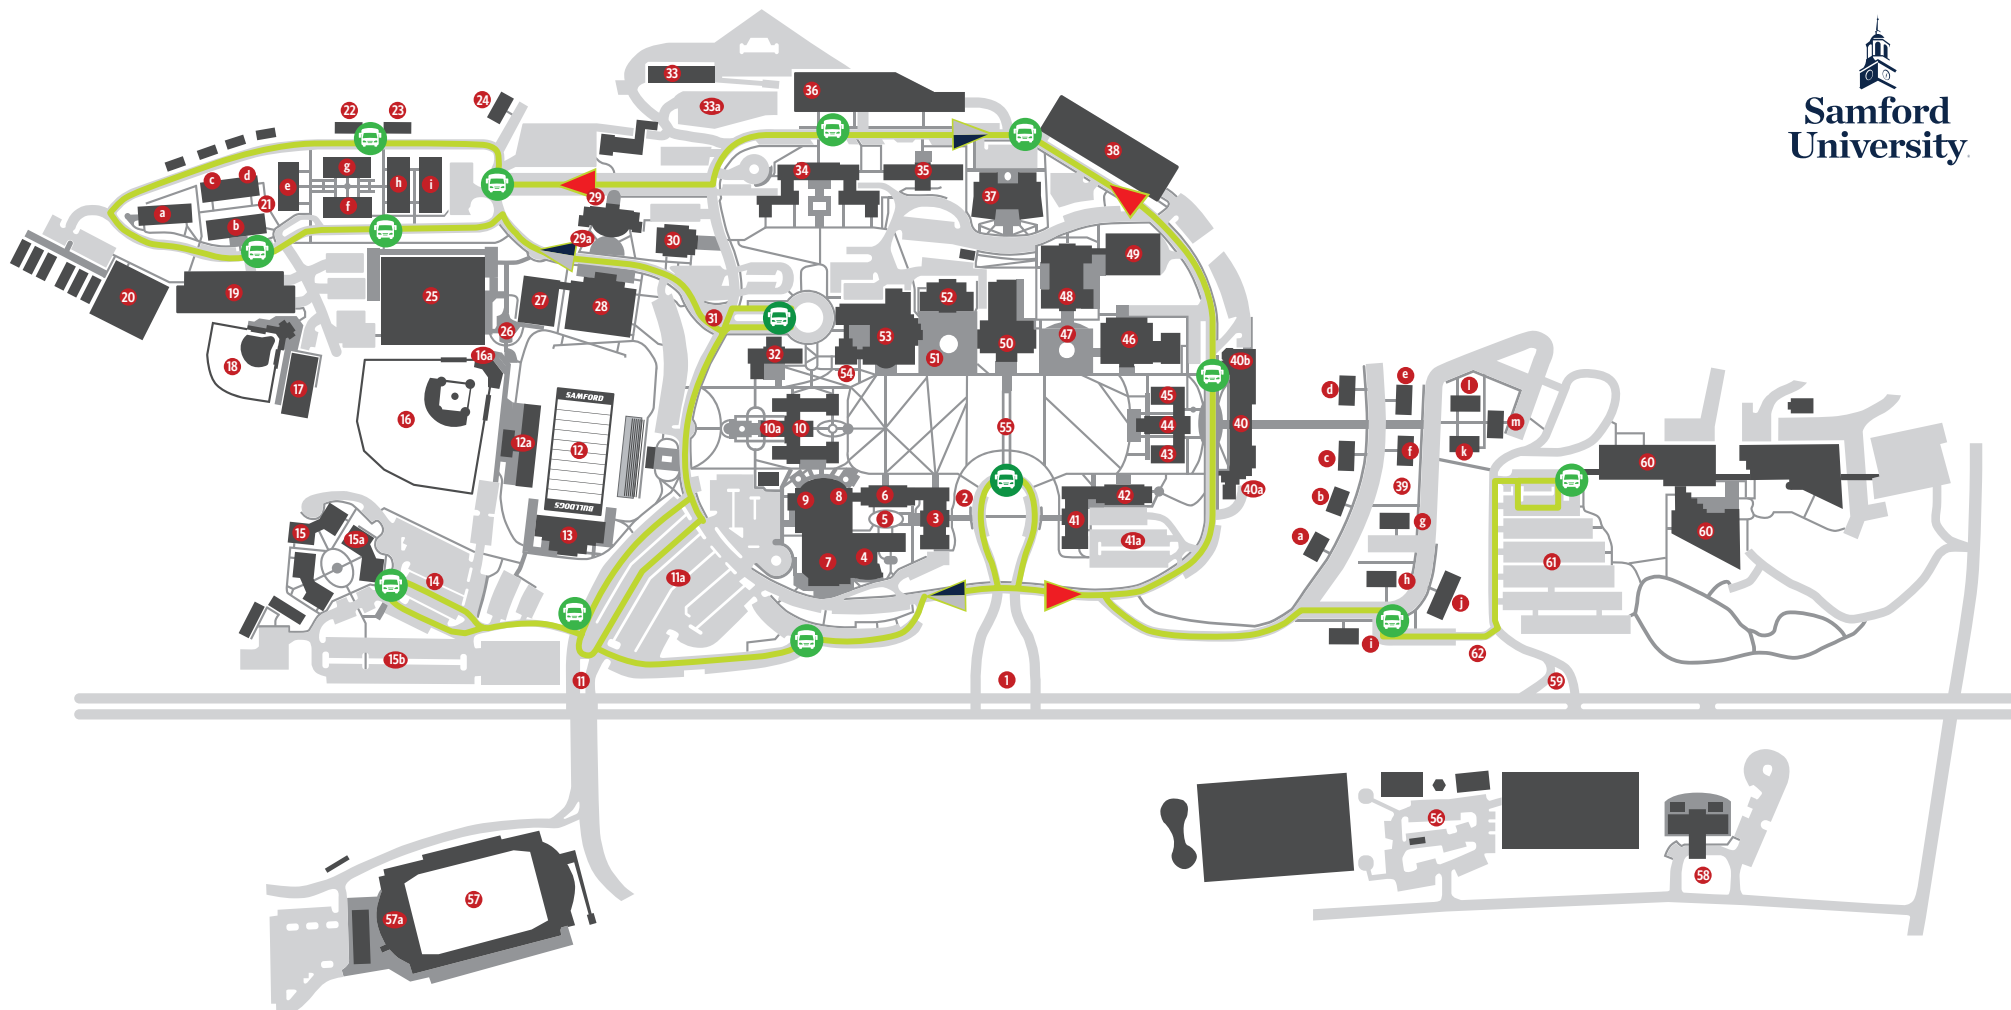 Samford
University
33
36
33a
24
22
23
38
34
35
g
c
d
e
h
i
37
f
21
a
b
29
29a
30
49
20
19
25
27
28
48
52
31
26
53
50
47
46
32
51
40b
16a
18
17
54
d
e
l
45
16
SAMFORD
12a
12
BULLDOGS
10a
10
55
44
40
m
43
c
f
k
60
40a
39
b
9
8
6
2
42
g
60
15
15a
13
5
3
41
a
41a
14
11a
7
4
61
h
j
15b
i
62
11
1
59
56
57
57a
58